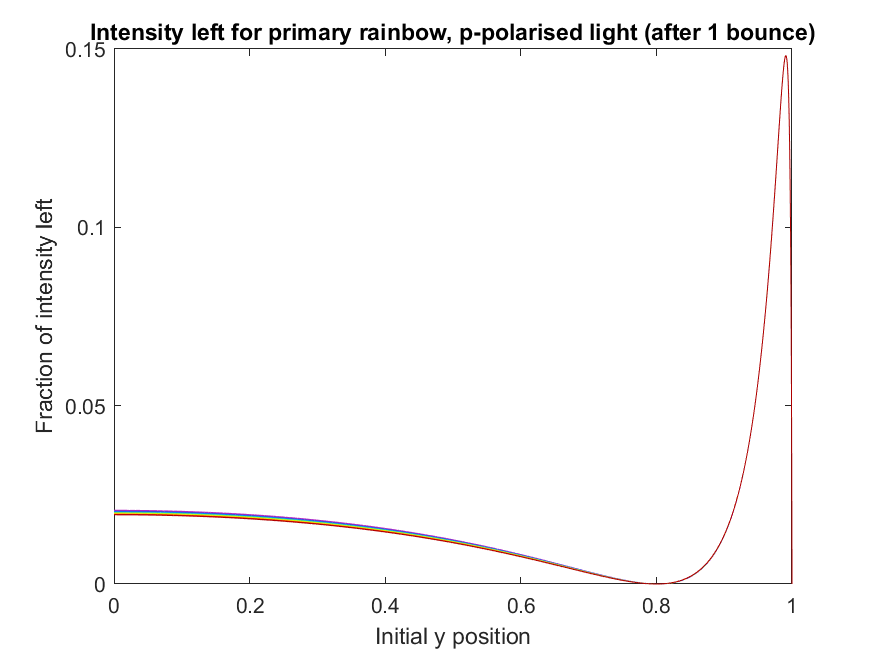 Intensity left for primary rainbow, p-polarised light (after 1 bounce)
0.15
0.1
0.05
0
Fraction of intensity left
0 0.2 0.4 0.6 0.8 1
Initial y position